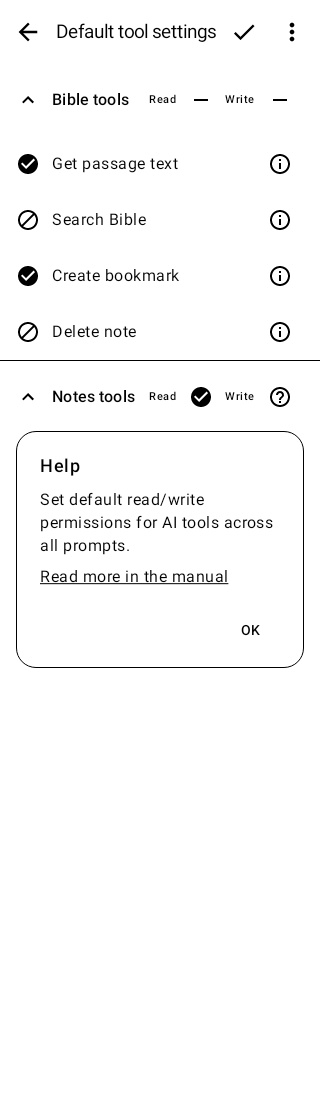 Default tool settings
Bible tools Read Write
Get passage text
Search Bible
Create bookmark
Delete note
Notes tools Read Write
Help
Set default read/write
permissions for AI tools across
all prompts.
Read more in the manual
OK